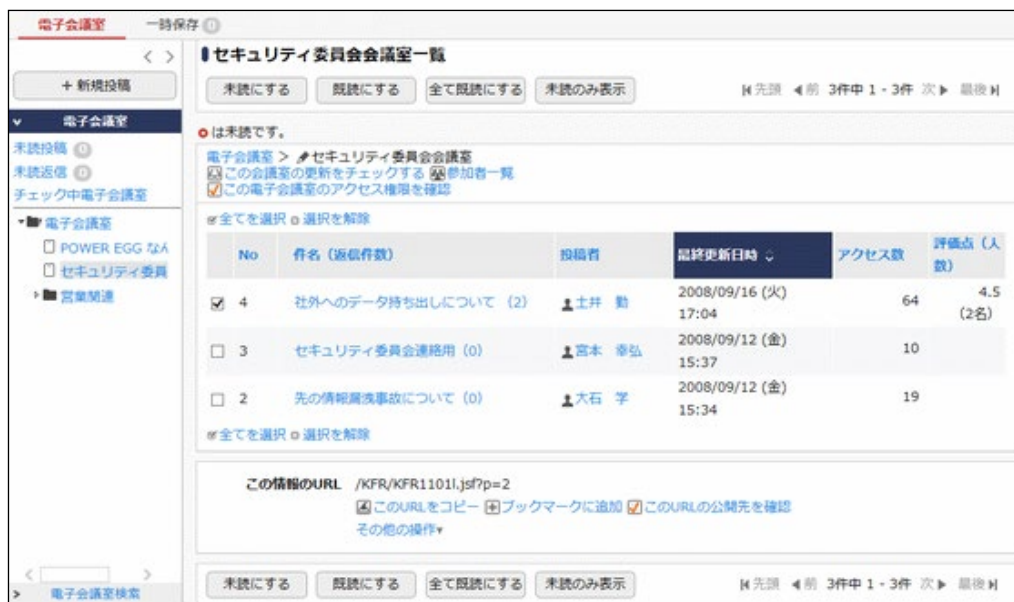 電子会議室 一時保存 0
< >
+ 新規投稿
電子会議室
未読投稿 0
未読返信 0
チェック中電子会議室
電子会議室
POWER EGG なん
セキュリティ委員
営業関連
電子会議室検索
セキュリティ委員会会議室一覧
未読にする 既読にする 全て既読にする 未読のみ表示 先頭 前 3件中 1 - 3件 次 最後
は未読です。
電子会議室 > セキュリティ委員会会議室
この会議室の更新をチェックする 参加者一覧
この電子会議室のアクセス権限を確認
全てを選択 選択を解除
No 件名（返信件数） 投稿者 最終更新日時 アクセス数 評価点（人数）
4 社外へのデータ持ち出しについて（2） 土井 勤 2008/09/16 (火) 17:04 64 4.5 (2名)
3 セキュリティ委員会連絡用（0） 宮本 幸弘 2008/09/12 (金) 15:37 10
2 先の情報漏洩事故について（0） 大石 学 2008/09/12 (金) 15:34 19
全てを選択 選択を解除
この情報のURL /KFR/KFR1101l.jsf?p=2
このURLをコピー ブックマークに追加 このURLの公開先を確認
その他の操作▾
未読にする 既読にする 全て既読にする 未読のみ表示 先頭 前 3件中 1 - 3件 次 最後